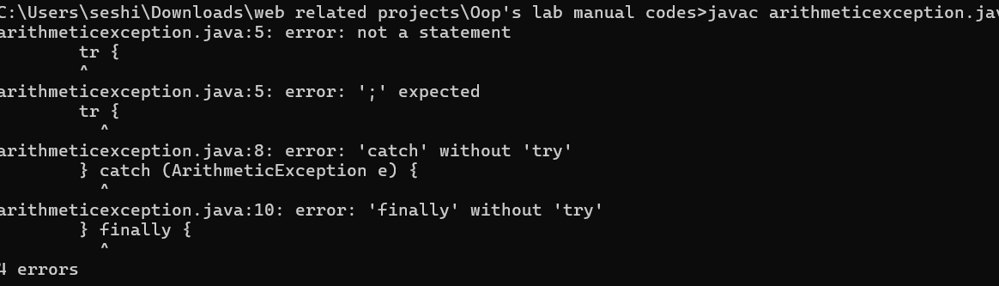 C:\Users\seshi\Downloads\web related projects\Oop's lab manual codes>javac arithmeticexception.jav
arithmeticexception.java:5: error: not a statement
        tr {
        ^
arithmeticexception.java:5: error: ';' expected
        tr {
          ^
arithmeticexception.java:8: error: 'catch' without 'try'
        } catch (ArithmeticException e) {
          ^
arithmeticexception.java:10: error: 'finally' without 'try'
        } finally {
          ^
4 errors